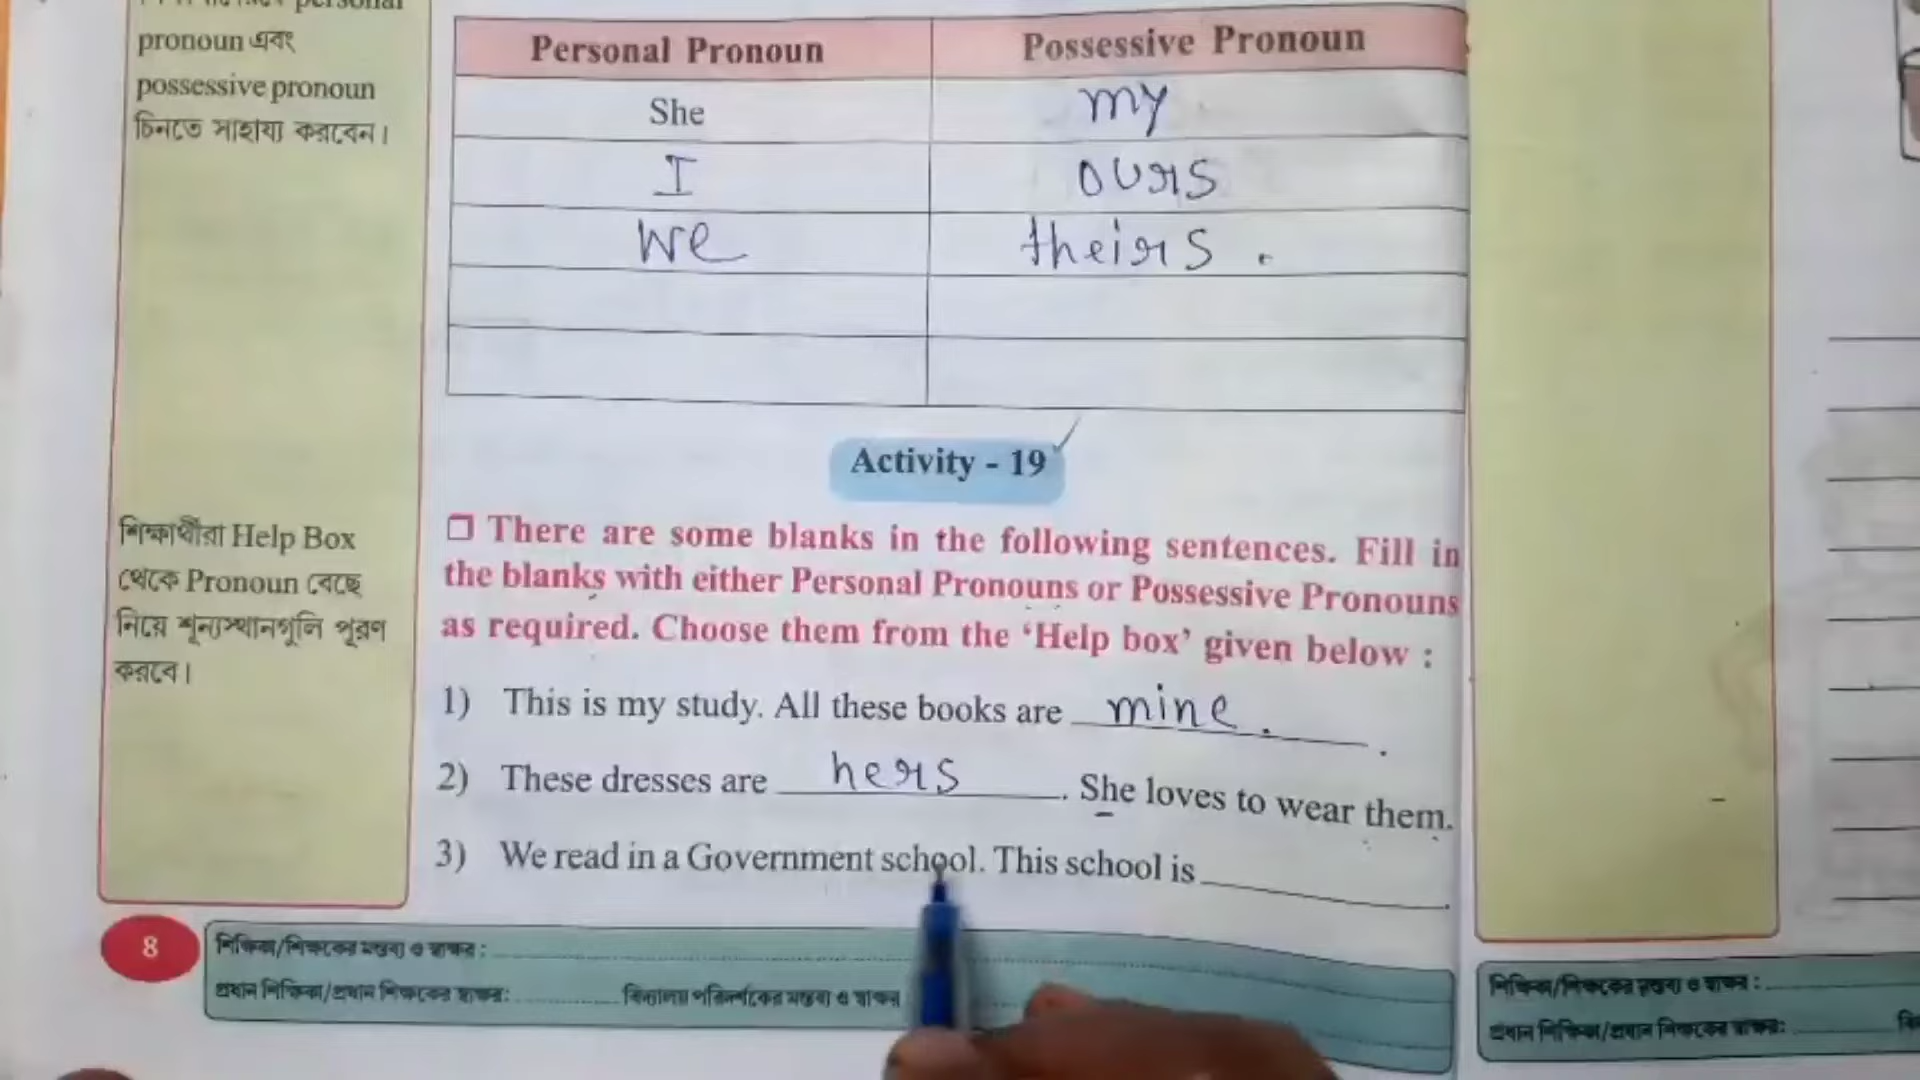 personal
pronoun এবং
possessive pronoun
চিনতে সাহায্য করবেন।
Personal Pronoun Possessive Pronoun
She my
I ours
We theirs .
Activity - 19
শিক্ষার্থীরা Help Box
থেকে Pronoun বেছে
নিয়ে শূন্যস্থানগুলি পূরণ
করবে।
There are some blanks in the following sentences. Fill in
the blanks with either Personal Pronouns or Possessive Pronouns
as required. Choose them from the ‘Help box’ given below :
1) This is my study. All these books are mine .
2) These dresses are hers . She loves to wear them.
3) We read in a Government school. This school is .
8
শিক্ষিকা/শিক্ষকের মন্তব্য ও স্বাক্ষর :
প্রধান শিক্ষিকা/প্রধান শিক্ষকের স্বাক্ষর: বিদ্যালয় পরিদর্শকের মন্তব্য ও স্বাক্ষর
শিক্ষিকা/শিক্ষকের মন্তব্য ও স্বাক্ষর :
প্রধান শিক্ষিকা/প্রধান শিক্ষকের স্বাক্ষর: